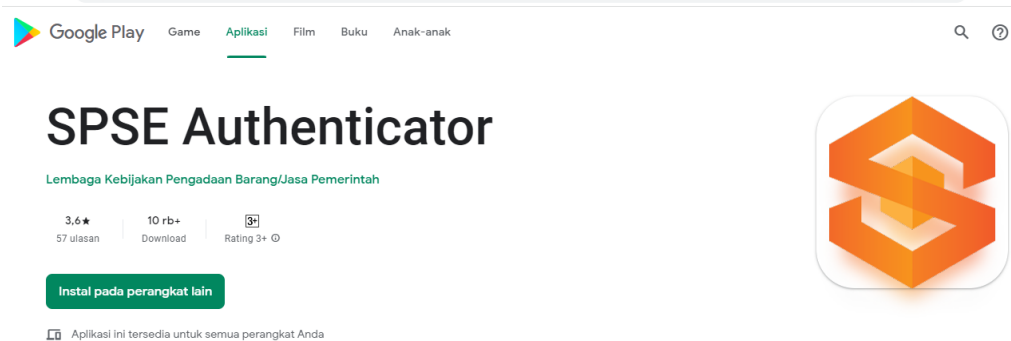 Google Play Game Aplikasi Film Buku Anak-anak
SPSE Authenticator
Lembaga Kebijakan Pengadaan Barang/Jasa Pemerintah
3,6★ 10 rb+ 3+
57 ulasan Download Rating 3+
Instal pada perangkat lain
Aplikasi ini tersedia untuk semua perangkat Anda